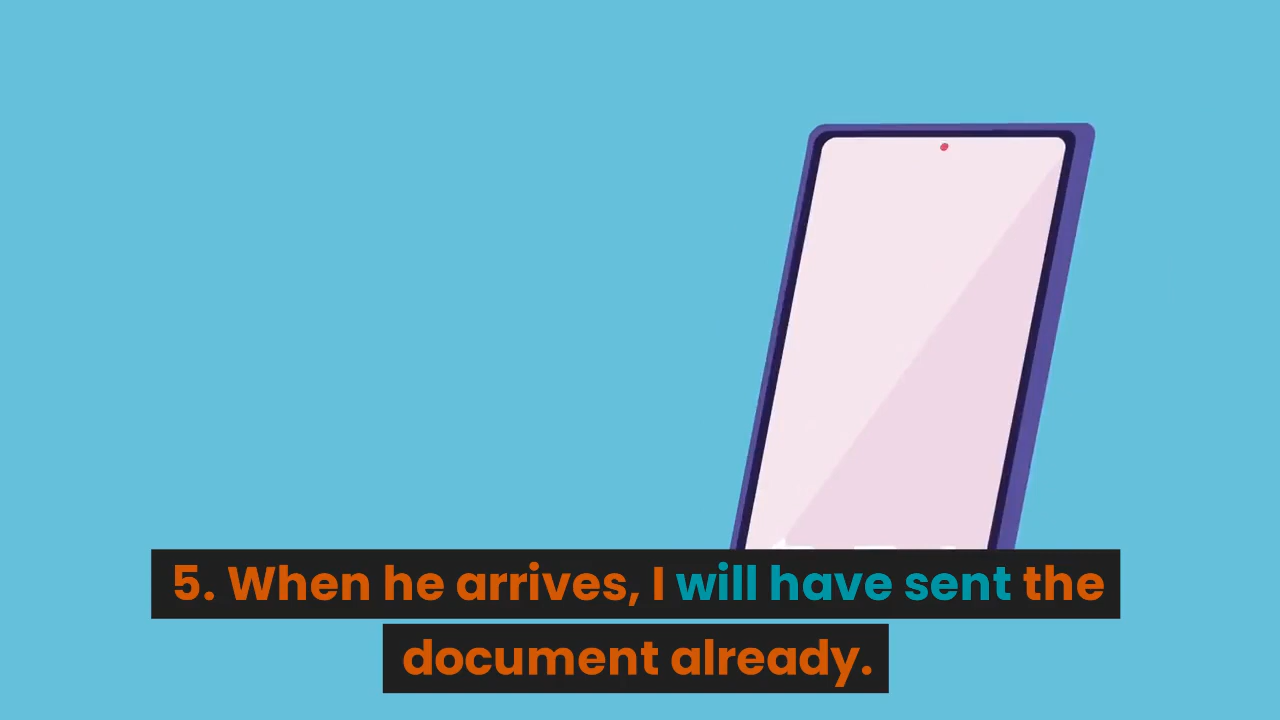 5. When he arrives, I will have sent the
document already.